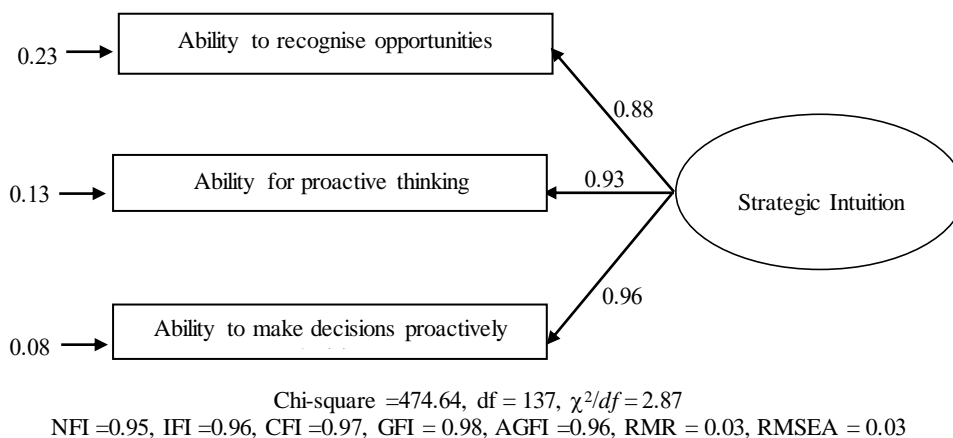 Ability to recognise opportunities
0.23
0.88
Ability for proactive thinking
0.93
0.13
Strategic Intuition
0.96
Ability to make decisions proactively
0.08
Chi-square =474.64, df = 137, χ²/df = 2.87
NFI =0.95, IFI =0.96, CFI =0.97, GFI = 0.98, AGFI =0.96, RMR = 0.03, RMSEA = 0.03